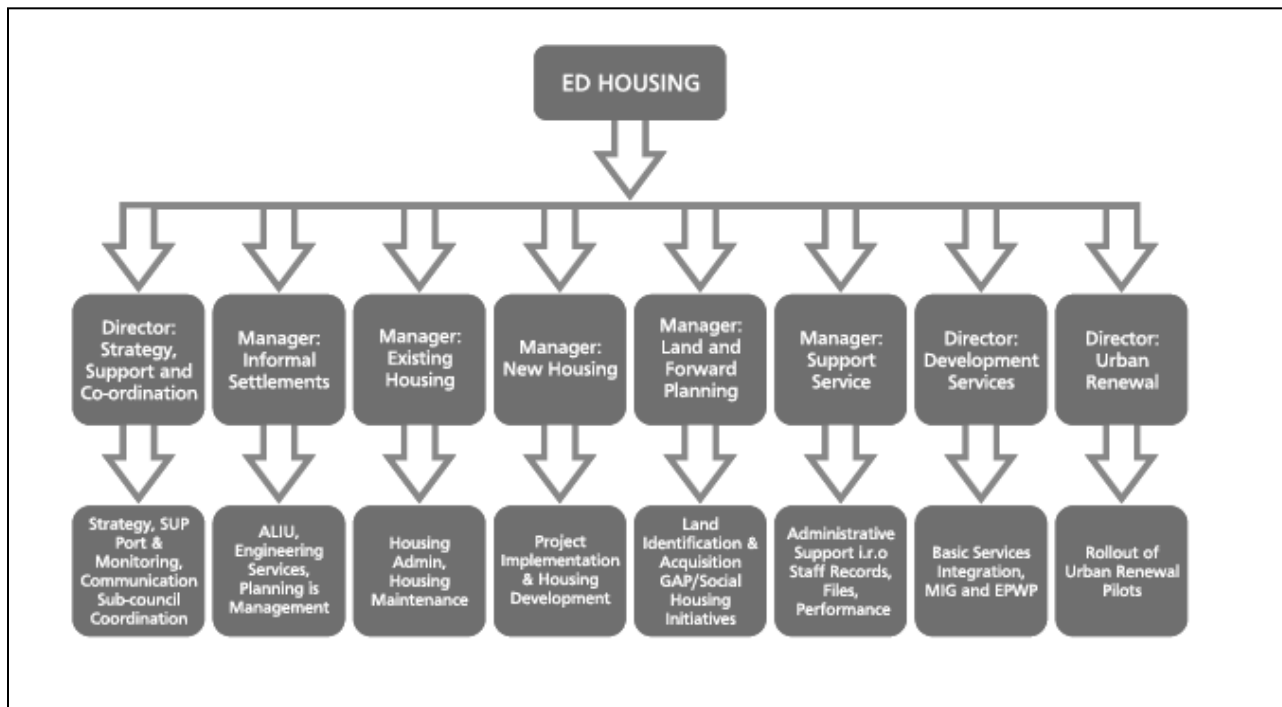 ED HOUSING
Director:
Strategy,
Support and
Co-ordination
Manager:
Informal
Settlements
Manager:
Existing
Housing
Manager:
New Housing
Manager:
Land and
Forward
Planning
Manager:
Support
Service
Director:
Development
Services
Director:
Urban
Renewal
Strategy, SUP
Port &
Monitoring,
Communication
Sub-council
Coordination
ALIU,
Engineering
Services,
Planning is
Management
Housing
Admin,
Housing
Maintenance
Project
Implementation
& Housing
Development
Land
Identification &
Acquisition
GAP/Social
Housing
Initiatives
Administrative
Support i.r.o
Staff Records,
Files,
Performance
Basic Services
Integration,
MIG and EPWP
Rollout of
Urban Renewal
Pilots